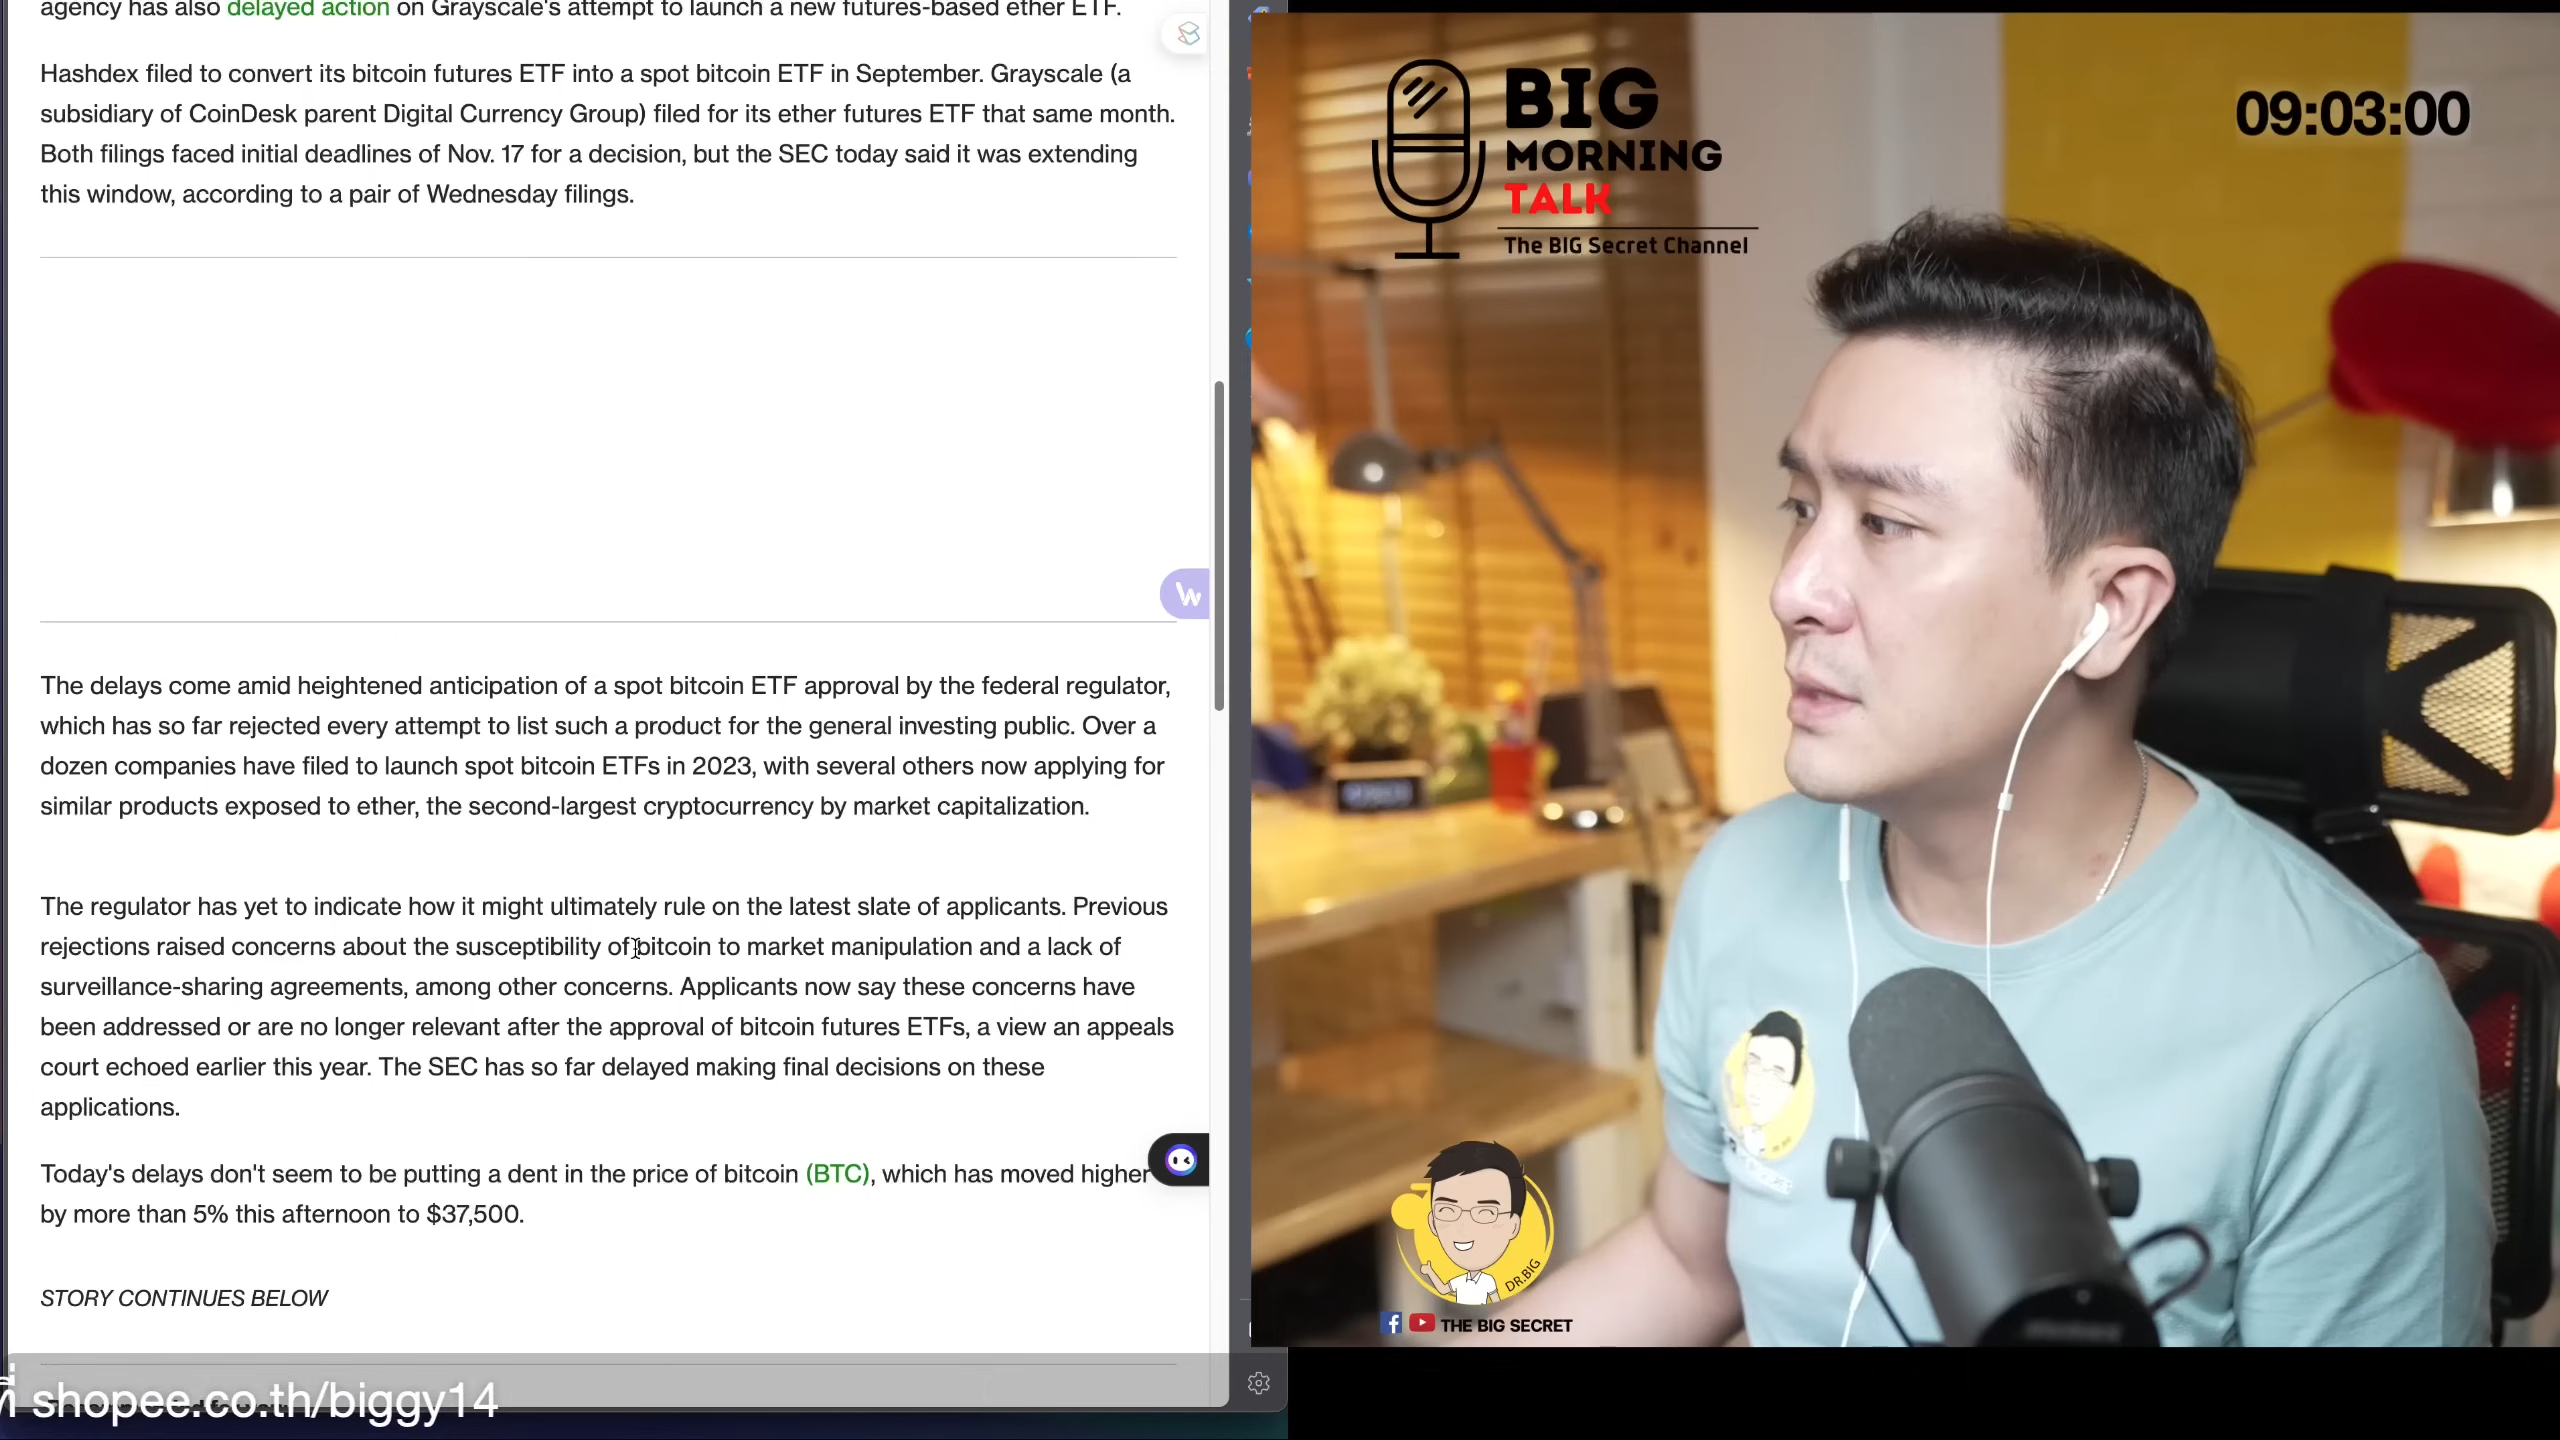 agency has also delayed action on Grayscale's attempt to launch a new futures-based ether ETF.
Hashdex filed to convert its bitcoin futures ETF into a spot bitcoin ETF in September. Grayscale (a
subsidiary of CoinDesk parent Digital Currency Group) filed for its ether futures ETF that same month.
Both filings faced initial deadlines of Nov. 17 for a decision, but the SEC today said it was extending
this window, according to a pair of Wednesday filings.
The delays come amid heightened anticipation of a spot bitcoin ETF approval by the federal regulator,
which has so far rejected every attempt to list such a product for the general investing public. Over a
dozen companies have filed to launch spot bitcoin ETFs in 2023, with several others now applying for
similar products exposed to ether, the second-largest cryptocurrency by market capitalization.
The regulator has yet to indicate how it might ultimately rule on the latest slate of applicants. Previous
rejections raised concerns about the susceptibility of bitcoin to market manipulation and a lack of
surveillance-sharing agreements, among other concerns. Applicants now say these concerns have
been addressed or are no longer relevant after the approval of bitcoin futures ETFs, a view an appeals
court echoed earlier this year. The SEC has so far delayed making final decisions on these
applications.
Today's delays don't seem to be putting a dent in the price of bitcoin (BTC), which has moved higher
by more than 5% this afternoon to $37,500.
STORY CONTINUES BELOW
shopee.co.th/biggy14
BIG
MORNING
TALK
The BIG Secret Channel
09:03:00
DR.BIG
THE BIG SECRET